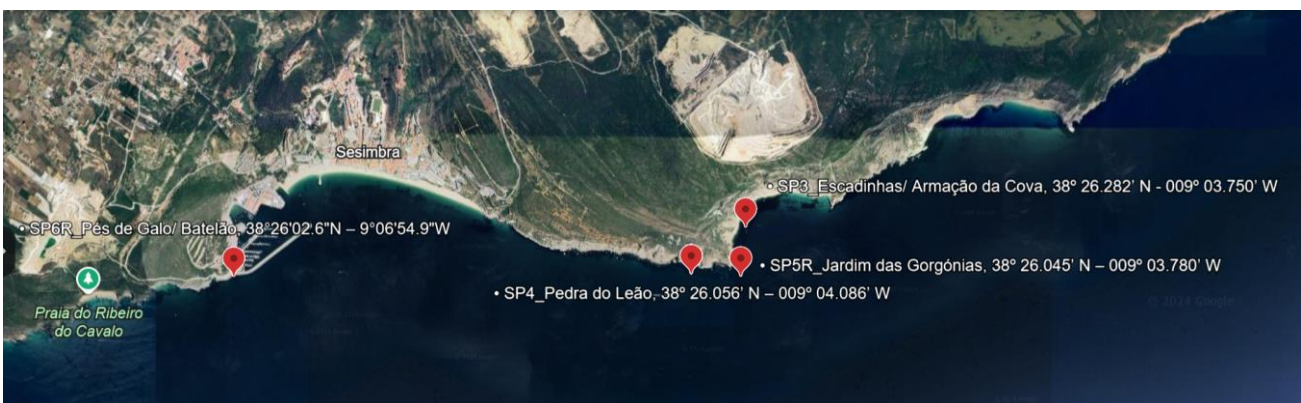 Sesimbra
• SP3_Escadinhas/ Armação da Cova, 38º 26.282’ N - 009º 03.750’ W
• SP6R_Pés de Galo/ Batelão, 38°26'02.6"N – 9°06'54.9"W
• SP5R_Jardim das Gorgónias, 38º 26.045’ N – 009º 03.780’ W
• SP4_Pedra do Leão, 38º 26.056’ N – 009º 04.086’ W
Praia do Ribeiro
do Cavalo
© 2024 Google